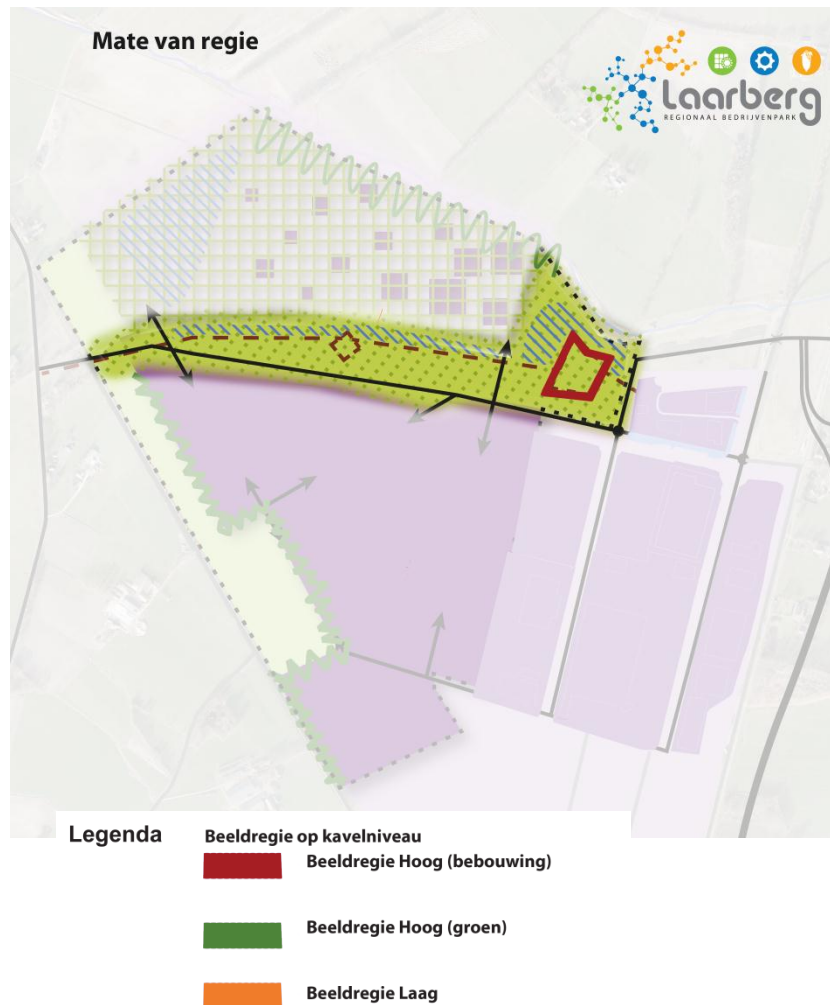 Mate van regie
Laarberg
REGIONAAL BEDRIJVENPARK
Legenda
Beeldregie op kavelniveau
Beeldregie Hoog (bebouwing)
Beeldregie Hoog (groen)
Beeldregie Laag